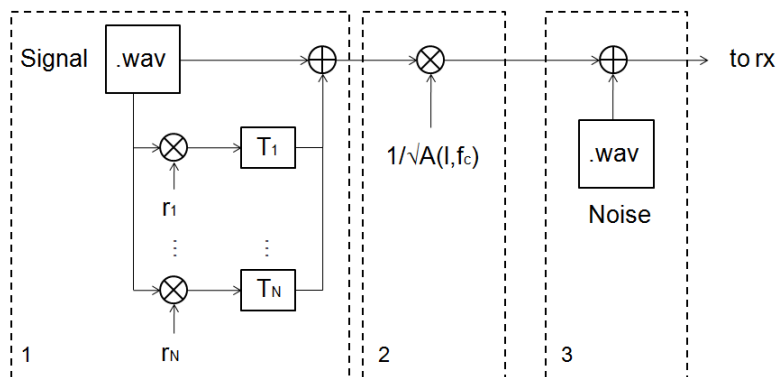 Signal
.wav
to rx
T₁
1/√A(l,fc)
.wav
r₁
Noise
⋮
⋮
TN
rN
1
2
3